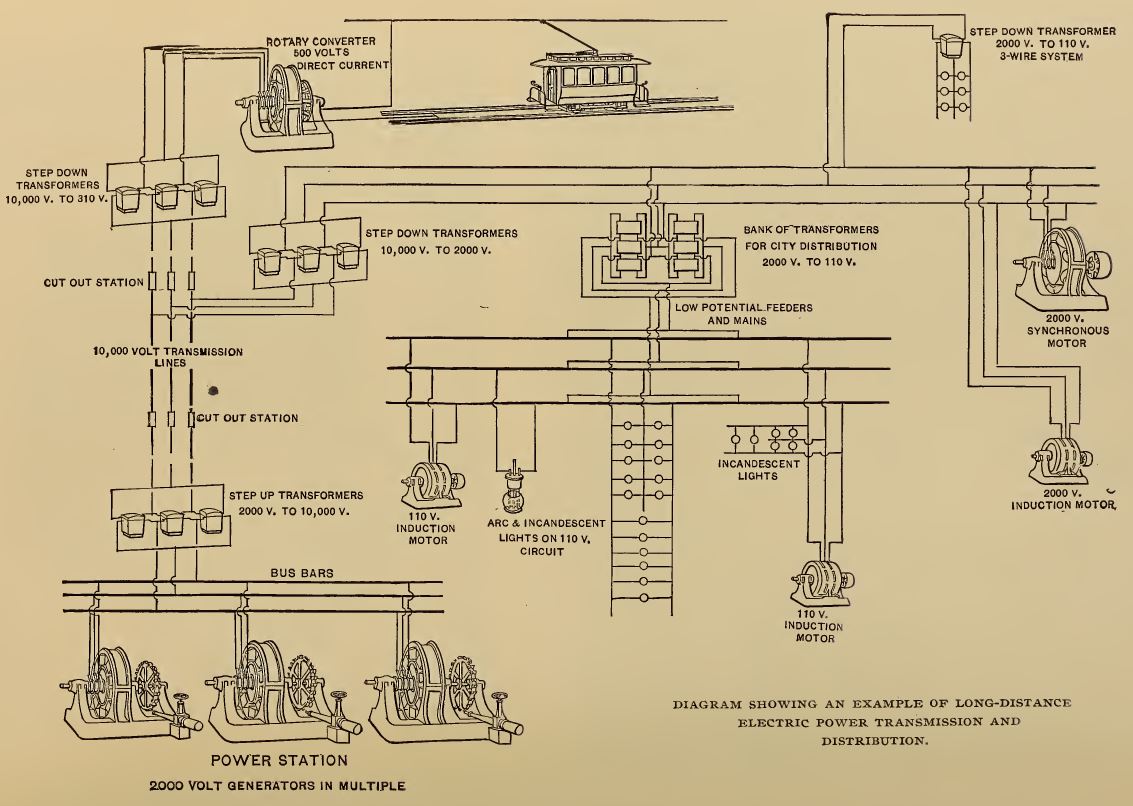 ROTARY CONVERTER
500 VOLTS
DIRECT CURRENT
STEP DOWN TRANSFORMER
2000 V. TO 110 V.
3-WIRE SYSTEM
STEP DOWN
TRANSFORMERS
10,000 V. TO 310 V.
STEP DOWN TRANSFORMERS
10,000 V. TO 2000 V.
BANK OF TRANSFORMERS
FOR CITY DISTRIBUTION
2000 V. TO 110 V.
CUT OUT STATION
LOW POTENTIAL FEEDERS
AND MAINS
2000 V.
SYNCHRONOUS
MOTOR
10,000 VOLT TRANSMISSION
LINES
CUT OUT STATION
INCANDESCENT
LIGHTS
STEP UP TRANSFORMERS
2000 V. TO 10,000 V.
110 V.
INDUCTION
MOTOR
ARC & INCANDESCENT
LIGHTS ON 110 V.
CIRCUIT
2000 V.
INDUCTION MOTOR.
BUS BARS
110 V.
INDUCTION
MOTOR
POWER STATION
2000 VOLT GENERATORS IN MULTIPLE
DIAGRAM SHOWING AN EXAMPLE OF LONG-DISTANCE
ELECTRIC POWER TRANSMISSION AND
DISTRIBUTION.